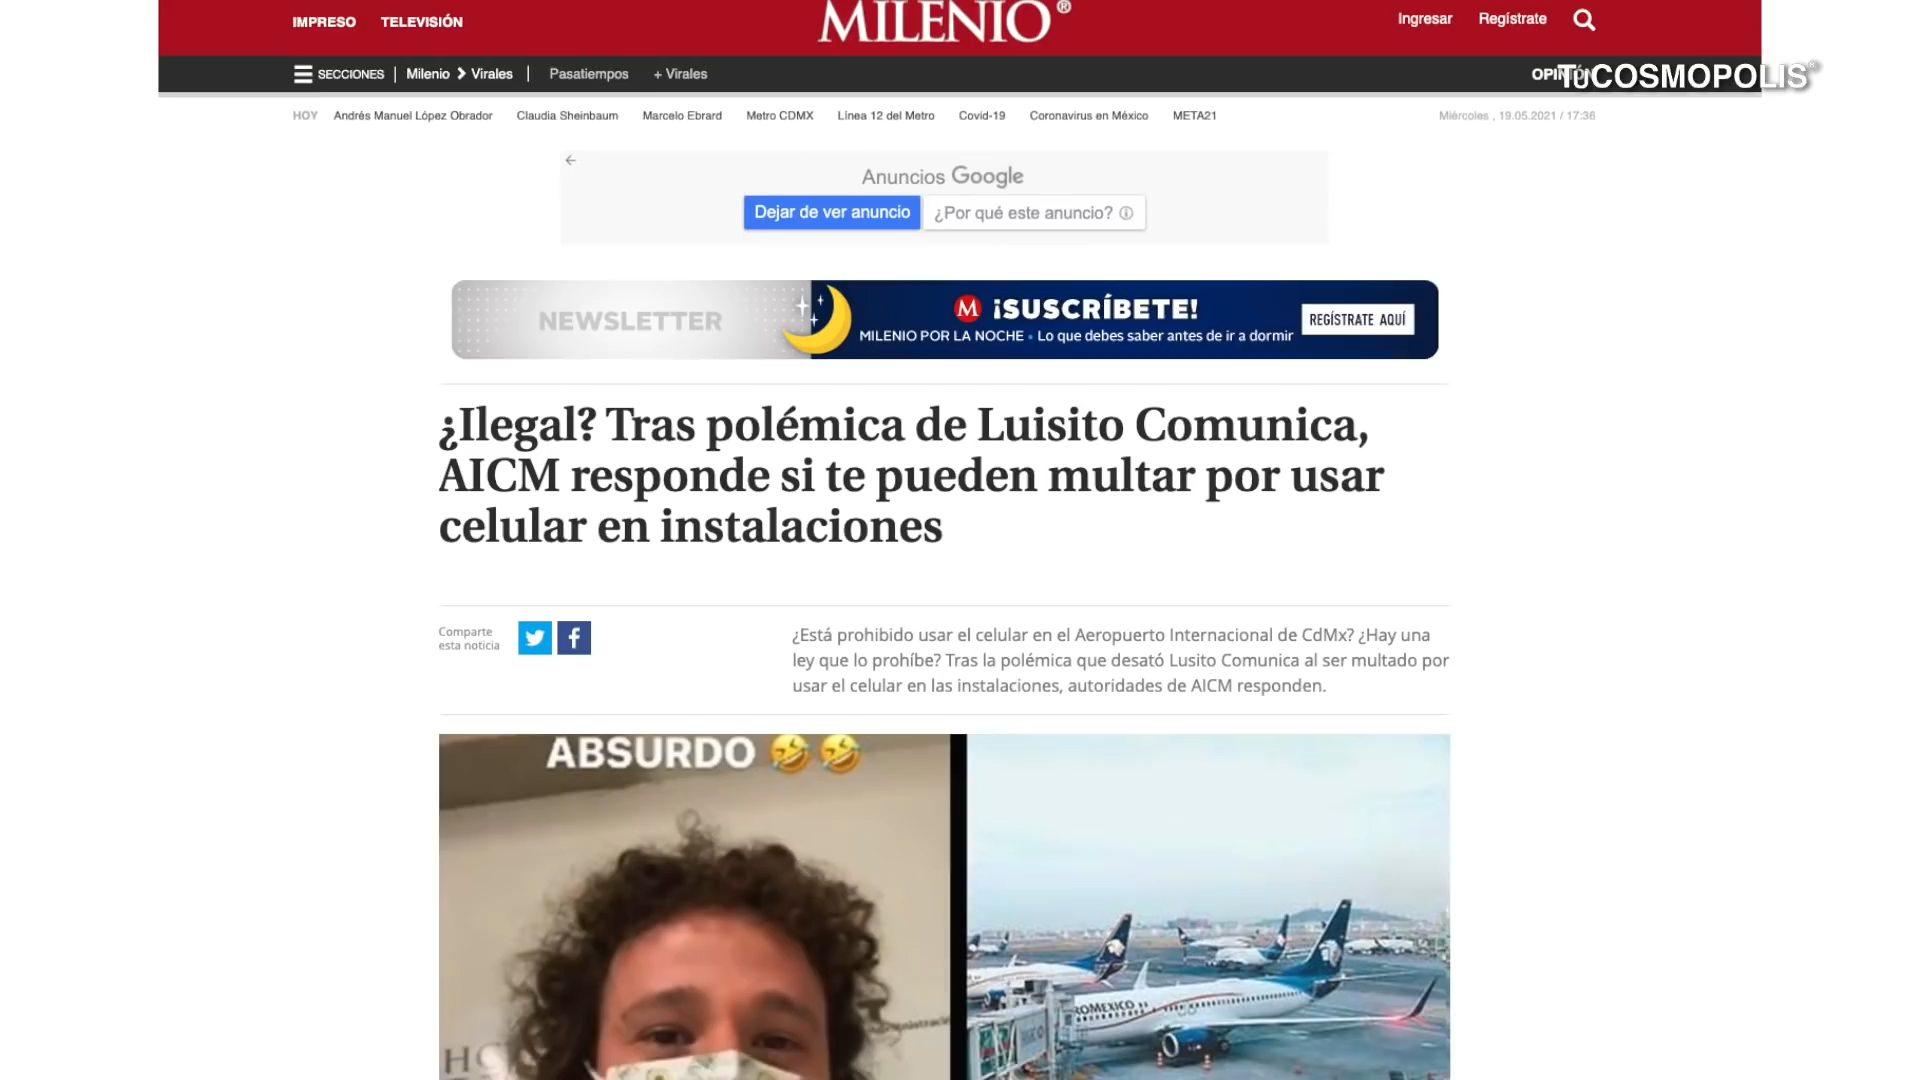 IMPRESO TELEVISIÓN MILENIO® Ingresar Regístrate
SECCIONES | Milenio > Virales | Pasatiempos + Virales
TUCOSMOPOLIS®
HOY Andrés Manuel López Obrador Claudia Sheinbaum Marcelo Ebrard Metro CDMX Línea 12 del Metro Covid-19 Coronavirus en México META21 Miércoles , 19.05.2021 / 17:36
Anuncios Google
Dejar de ver anuncio ¿Por qué este anuncio?
NEWSLETTER
M ¡SUSCRÍBETE!
MILENIO POR LA NOCHE • Lo que debes saber antes de ir a dormir
REGÍSTRATE AQUÍ
¿Ilegal? Tras polémica de Luisito Comunica,
AICM responde si te pueden multar por usar
celular en instalaciones
Comparte
esta noticia
¿Está prohibido usar el celular en el Aeropuerto Internacional de CdMx? ¿Hay una
ley que lo prohíbe? Tras la polémica que desató Lusito Comunica al ser multado por
usar el celular en las instalaciones, autoridades de AICM responden.
ABSURDO 🤣🤣
ROMEXICO